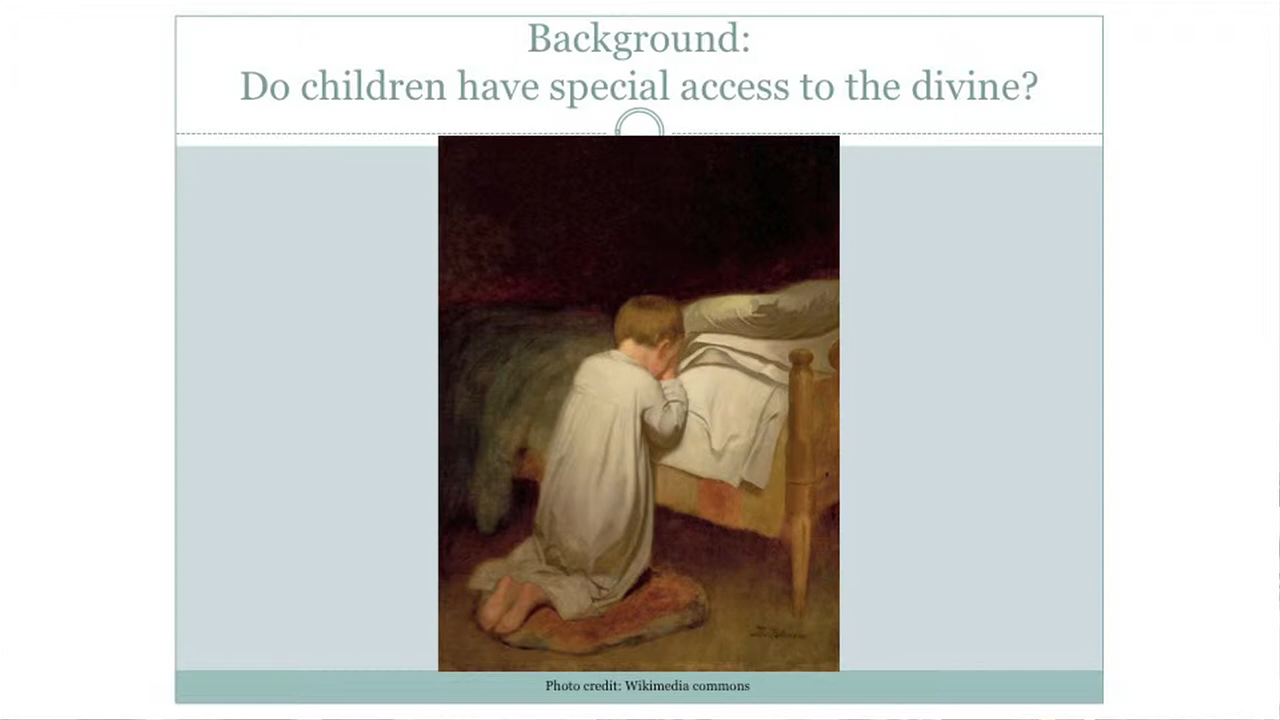 Background:
Do children have special access to the divine?
Photo credit: Wikimedia commons